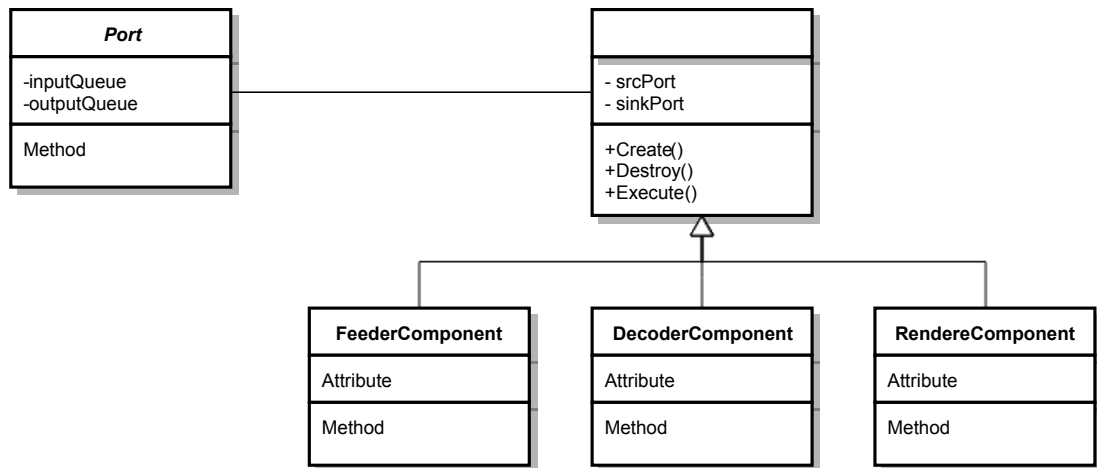 Port
-inputQueue
-outputQueue
Method
- srcPort
- sinkPort
+Create()
+Destroy()
+Execute()
FeederComponent
Attribute
Method
DecoderComponent
Attribute
Method
RendereComponent
Attribute
Method